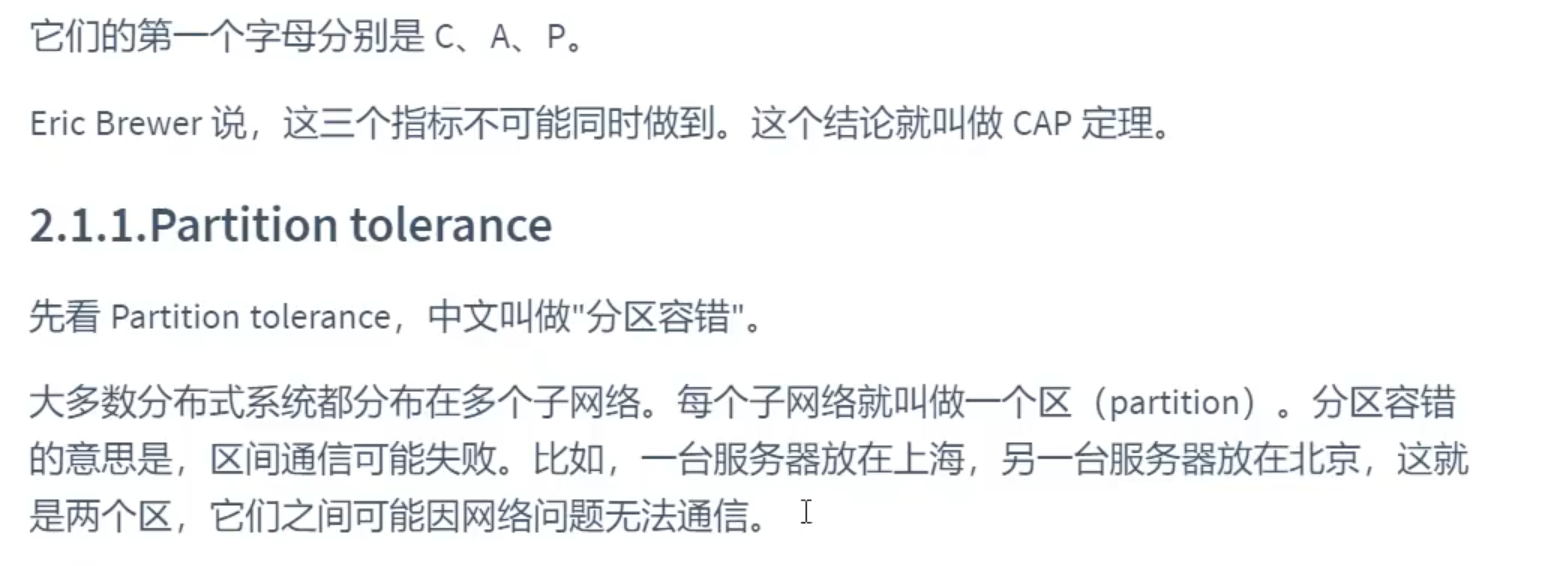 它们的第一个字母分别是 C、A、P。
Eric Brewer 说，这三个指标不可能同时做到。这个结论就叫做 CAP 定理。
2.1.1.Partition tolerance
先看 Partition tolerance，中文叫做"分区容错"。
大多数分布式系统都分布在多个子网络。每个子网络就叫做一个区（partition）。分区容错
的意思是，区间通信可能失败。比如，一台服务器放在上海，另一台服务器放在北京，这就
是两个区，它们之间可能因网络问题无法通信。